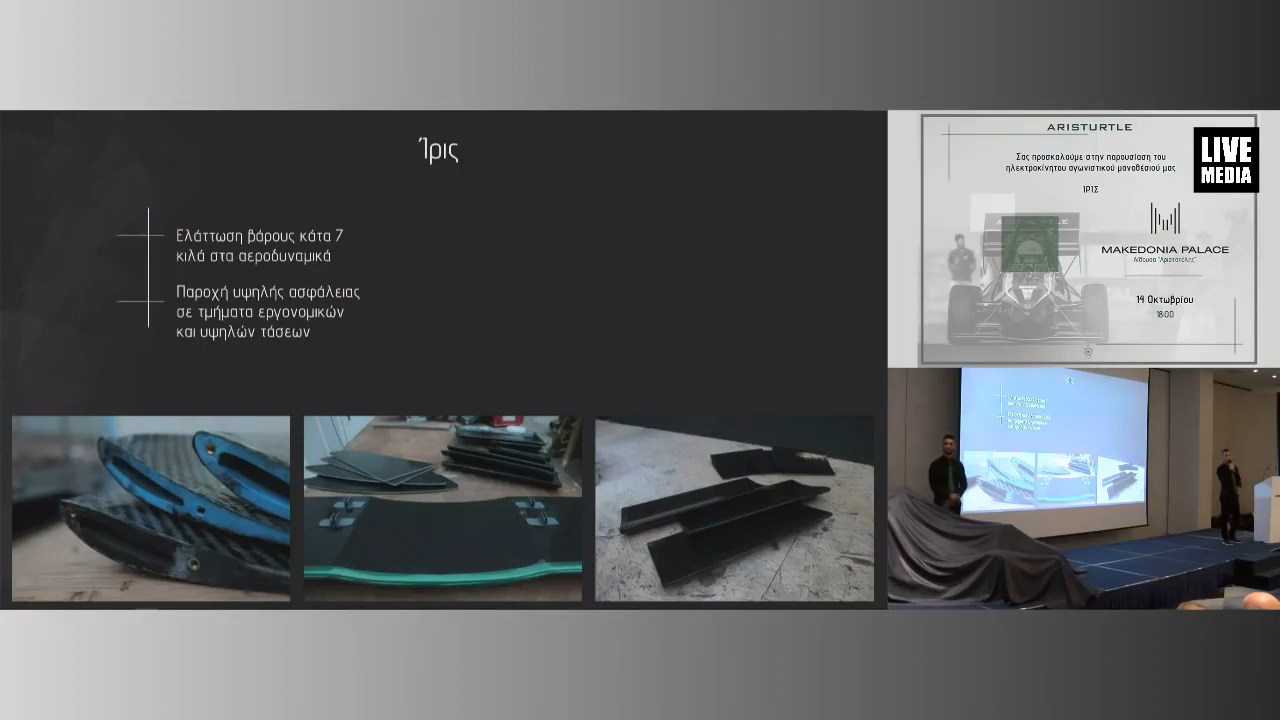 Ίρις
Ελάττωση βάρους κάτα 7
κιλά στα αεροδυναμικά
Παροχή υψηλής ασφάλειας
σε τμήματα εργονομικών
και υψηλών τάσεων
ARISTURTLE
Σας προσκαλούμε στην παρουσίαση του
ηλεκτροκίνητου αγωνιστικού μονοθεσίου μας
ΙΡΙΣ
LIVE
MEDIA
MAKEDONIA PALACE
Αίθουσα "Αριστοτέλης"
14 Οκτωβρίου
18:00